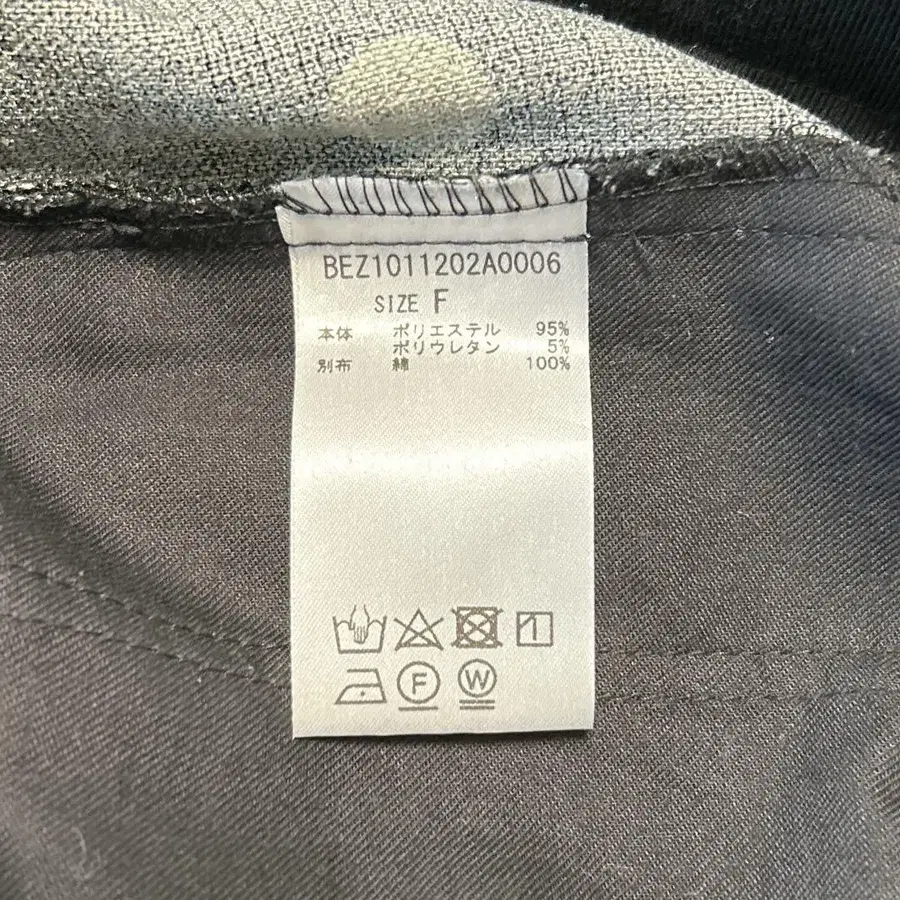 BEZ1011202A0006
SIZE F
本体 ポリエステル 95%
ポリウレタン 5%
別布 綿 100%
F W